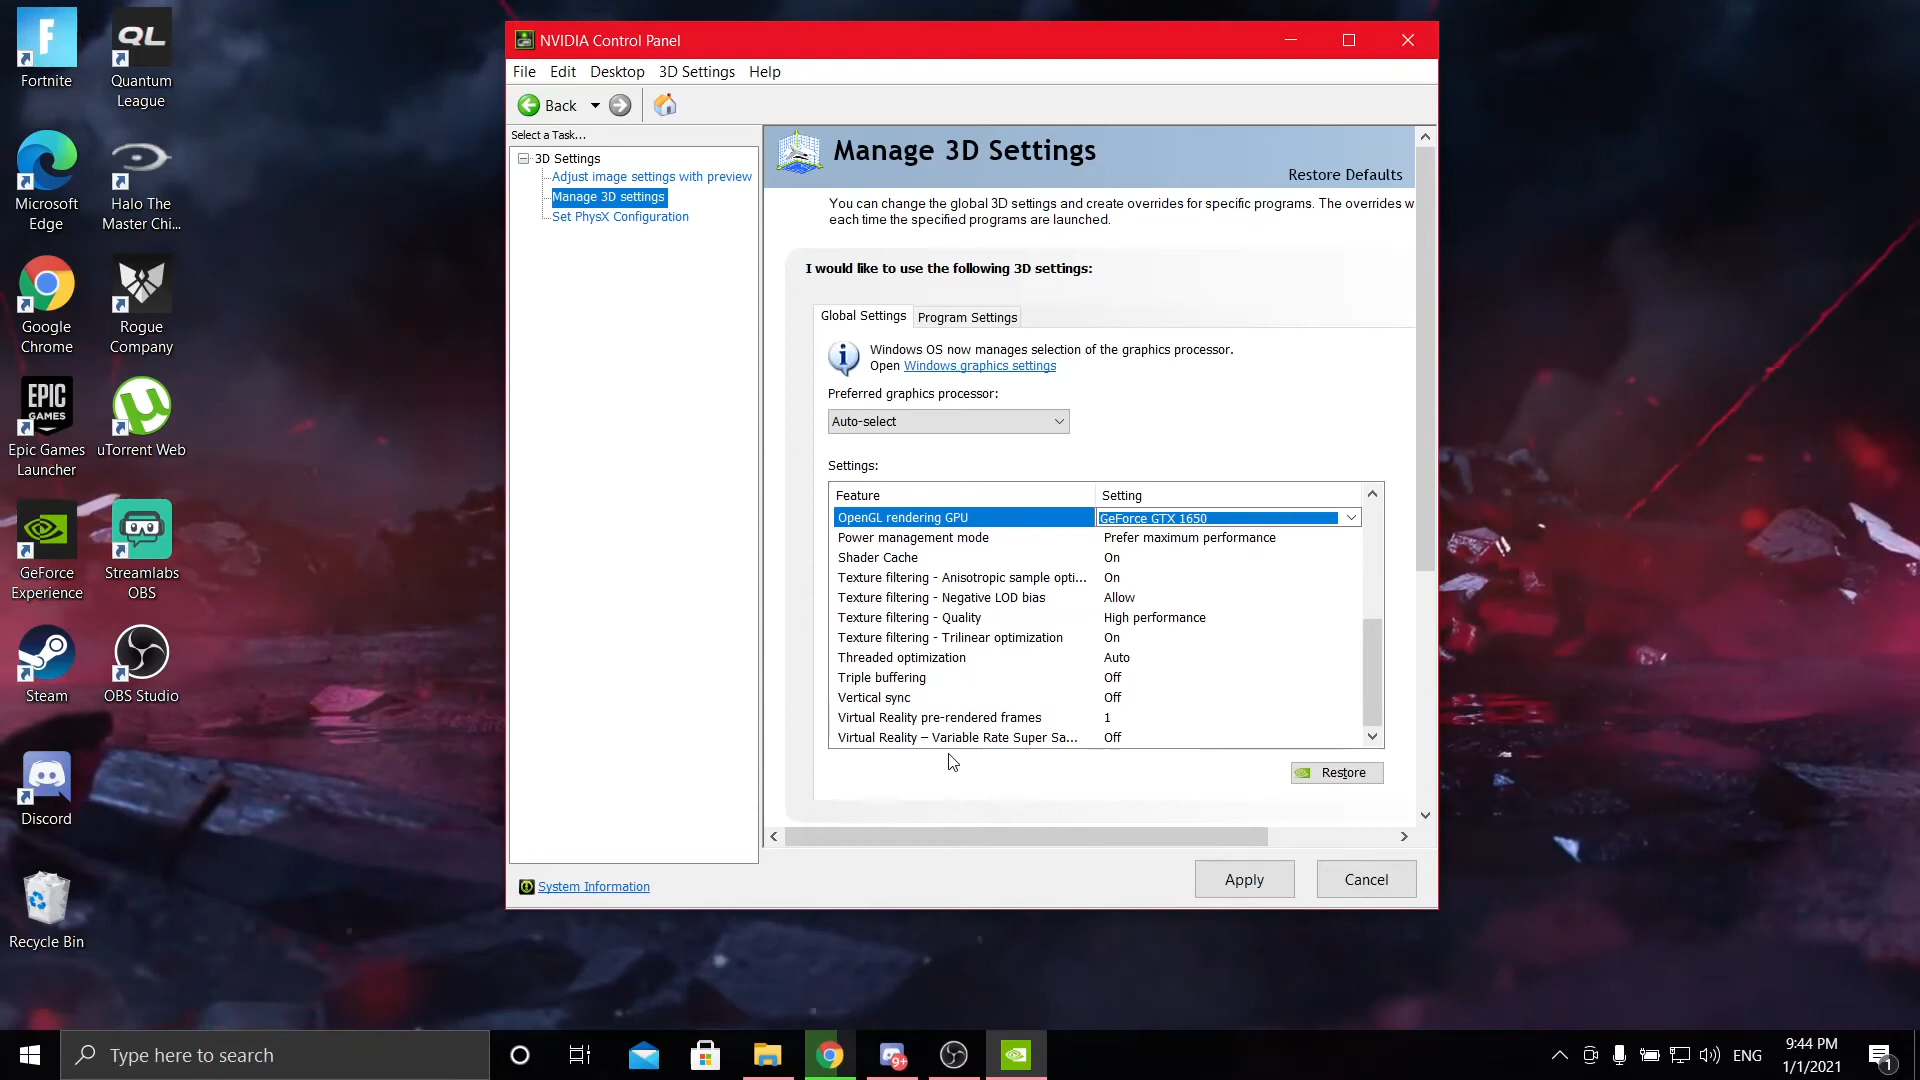 Fortnite
QL
Quantum
League
Microsoft
Edge
Halo The
Master Chi...
Google
Chrome
Rogue
Company
EPIC
GAMES
Epic Games
Launcher
uTorrent Web
GeForce
Experience
Streamlabs
OBS
Steam
OBS Studio
Discord
Recycle Bin
NVIDIA Control Panel
File Edit Desktop 3D Settings Help
Back
Select a Task...
3D Settings
Adjust image settings with preview
Manage 3D settings
Set PhysX Configuration
System Information
Manage 3D Settings
Restore Defaults
You can change the global 3D settings and create overrides for specific programs. The overrides w
each time the specified programs are launched.
I would like to use the following 3D settings:
Global Settings Program Settings
Windows OS now manages selection of the graphics processor.
Open Windows graphics settings
Preferred graphics processor:
Auto-select
Settings:
Feature Setting
OpenGL rendering GPU GeForce GTX 1650
Power management mode Prefer maximum performance
Shader Cache On
Texture filtering - Anisotropic sample opti... On
Texture filtering - Negative LOD bias Allow
Texture filtering - Quality High performance
Texture filtering - Trilinear optimization On
Threaded optimization Auto
Triple buffering Off
Vertical sync Off
Virtual Reality pre-rendered frames 1
Virtual Reality – Variable Rate Super Sa... Off
Restore
Apply Cancel
Type here to search
9+
ENG
9:44 PM
1/1/2021
1